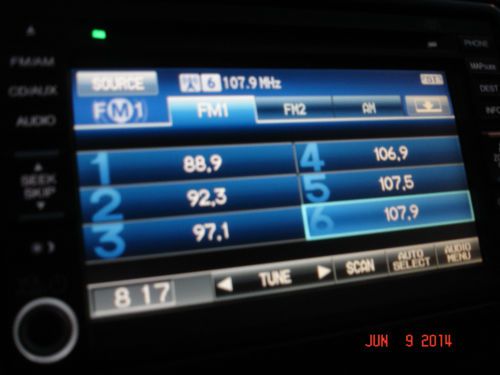 PHONE
FM/AM
SOURCE
6 107.9 MHz
MAP
CD/AUX
FM1
FM1 FM2 AM
DEST
AUDIO
INFO
1 88,9 4 106,9
SEEK
SKIP
2 92,3 5 107,5
3 97,1 6 107,9
TUNE SCAN AUTO
SELECT AUDIO
MENU
8 17
JUN 9 2014